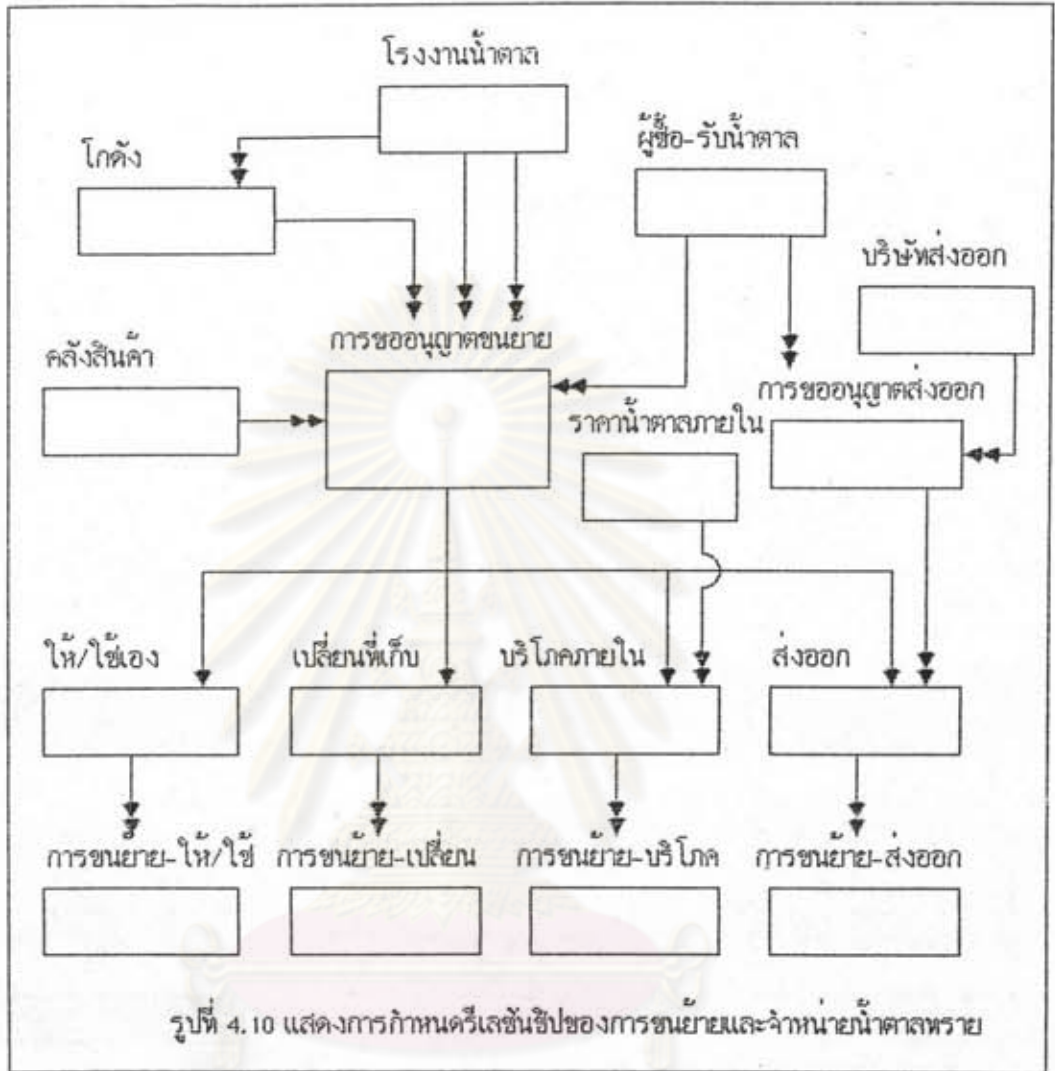 โรงงานน้ำตาล
ผู้ซื้อ-รับน้ำตาล
โกดัง
บริษัทส่งออก
การขออนุญาตขนย้าย
คลังสินค้า
การขออนุญาตส่งออก
ราคาน้ำตาลภายใน
ให้/ใช้เอง
เปลี่ยนที่เก็บ
บริโภคภายใน
ส่งออก
การขนย้าย-ให้/ใช้
การขนย้าย-เปลี่ยน
การขนย้าย-บริโภค
การขนย้าย-ส่งออก
รูปที่ 4.10 แสดงการกำหนดรีเลชันชิปของการขนย้ายและจำหน่ายน้ำตาลทราย